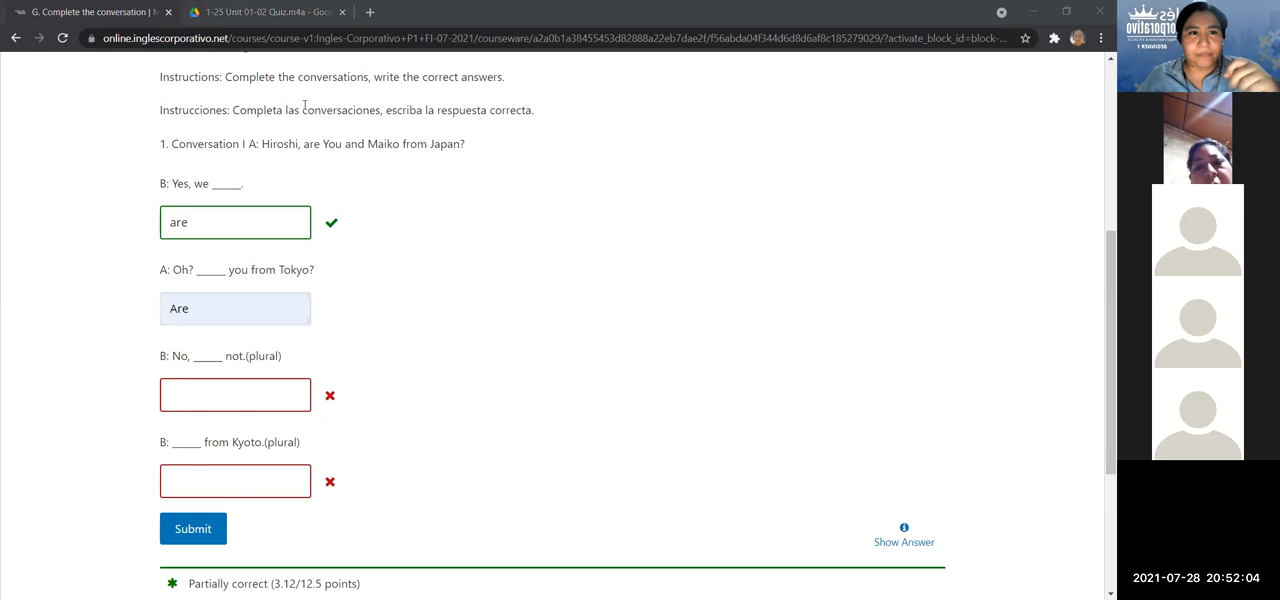 G. Complete the conversation | M
1-25 Unit 01-02 Quiz.m4a - Goo
online.inglescorporativo.net/courses/course-v1:Ingles-Corporativo+P1+FI-07-2021/courseware/a2a0b1a38455453d82888a22eb7dae2f/f56abda04f344d6d8d6af8c185279029/?activate_block_id=block-...
Instructions: Complete the conversations, write the correct answers.
Instrucciones: Completa las conversaciones, escriba la respuesta correcta.
1. Conversation I A: Hiroshi, are You and Maiko from Japan?
B: Yes, we _____.
are
A: Oh? _____ you from Tokyo?
Are
B: No, _____ not.(plural)
B: _____ from Kyoto.(plural)
Submit
Show Answer
Partially correct (3.12/12.5 points)
2021-07-28 20:52:04